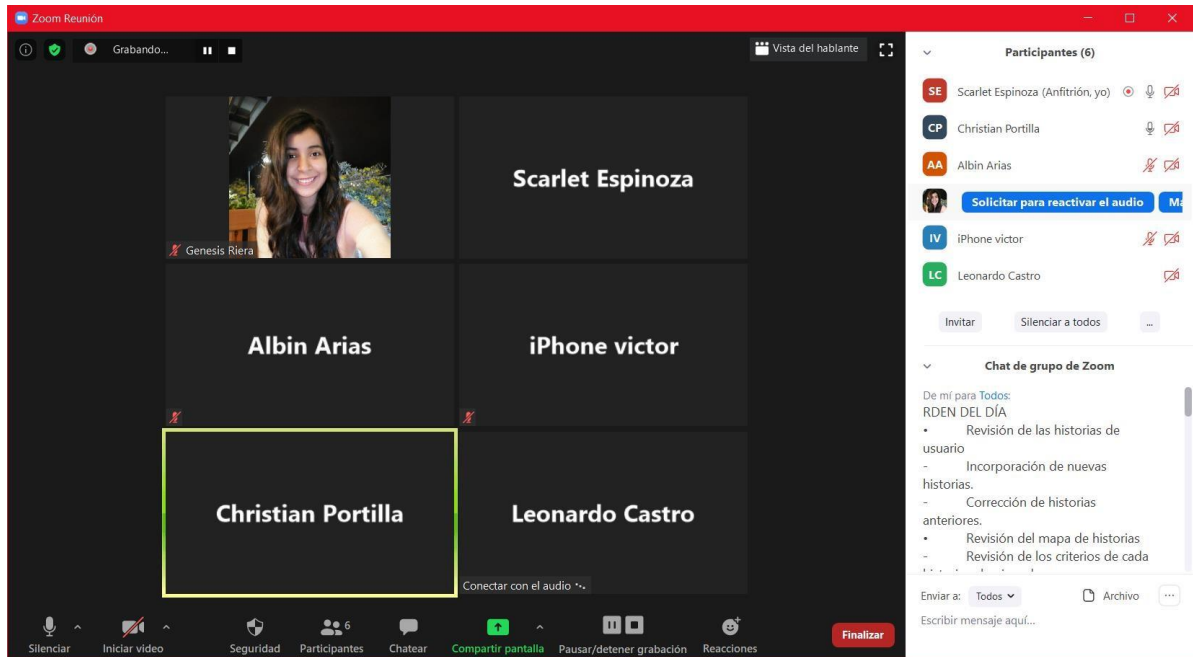 Zoom Reunión
Grabando...
Vista del hablante
Genesis Riera
Scarlet Espinoza
Albin Arias
iPhone victor
Christian Portilla
Leonardo Castro
Conectar con el audio
Silenciar
Iniciar video
Seguridad
6
Participantes
Chatear
Compartir pantalla
Pausar/detener grabación
Reacciones
Finalizar
Participantes (6)
SE Scarlet Espinoza (Anfitrión, yo)
CP Christian Portilla
AA Albin Arias
Solicitar para reactivar el audio
IV iPhone victor
LC Leonardo Castro
Invitar
Silenciar a todos
...
Chat de grupo de Zoom
De mí para Todos:
RDEN DEL DÍA
• Revisión de las historias de
usuario
- Incorporación de nuevas
historias.
- Corrección de historias
anteriores.
• Revisión del mapa de historias
- Revisión de los criterios de cada
Enviar a: Todos
Archivo
...
Escribir mensaje aquí...